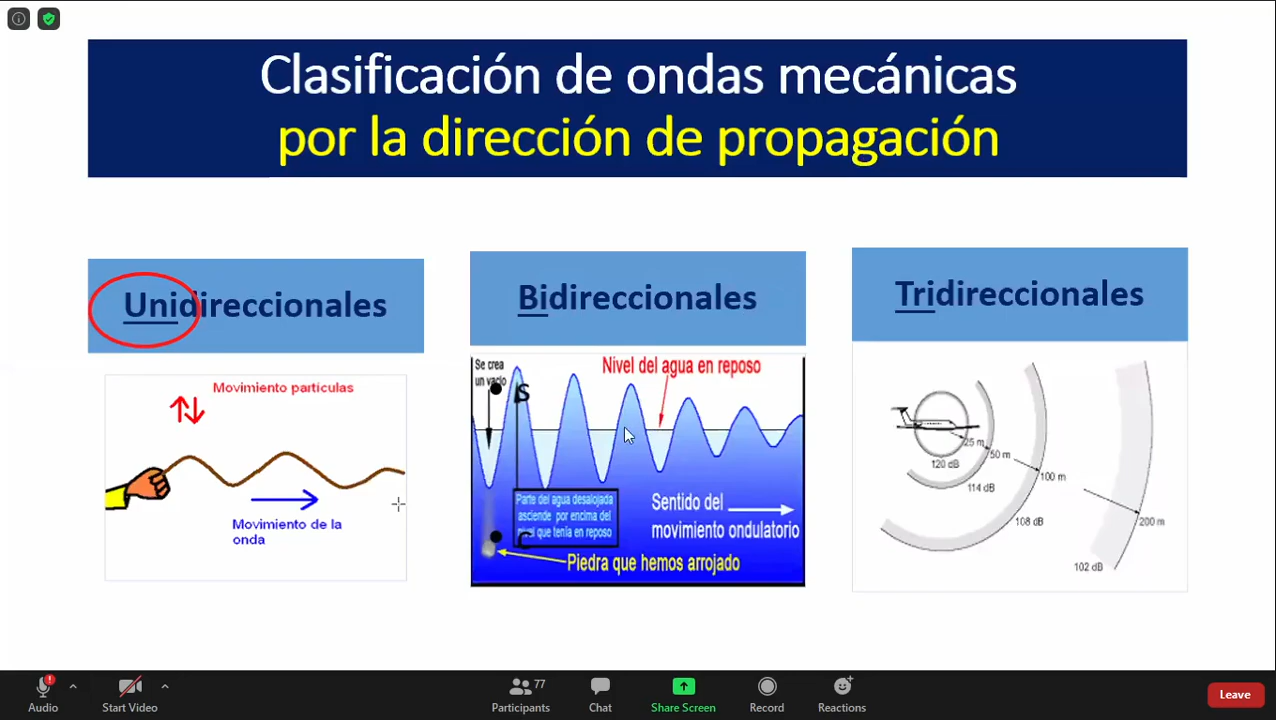 Clasificación de ondas mecánicas
por la dirección de propagación
Unidireccionales
Bidireccionales
Tridireccionales
Movimiento partículas
Movimiento de la
onda
Se crea
un vacío
S
Nivel del agua en reposo
Parte del agua desalojada
asciende por encima del
nivel que tenía en reposo
C
Sentido del
movimiento ondulatorio
Piedra que hemos arrojado
25 m
50 m
100 m
200 m
120 dB
114 dB
108 dB
102 dB
Audio
Start Video
77
Participants
Chat
Share Screen
Record
Reactions
Leave